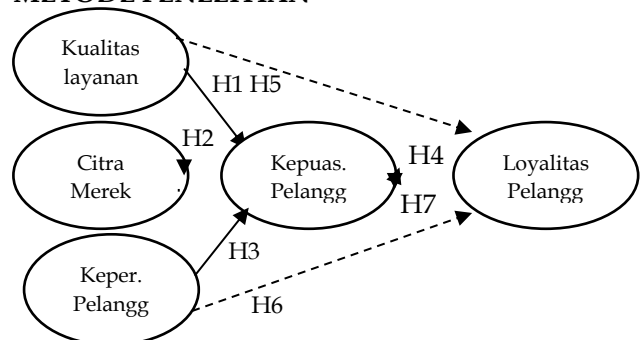 METODE PENELITIAN
Kualitas
layanan
H1 H5
H2
Citra
Merek
Kepuas.
Pelangg
H4
H7
Loyalitas
Pelangg
H3
Keper.
Pelangg
H6